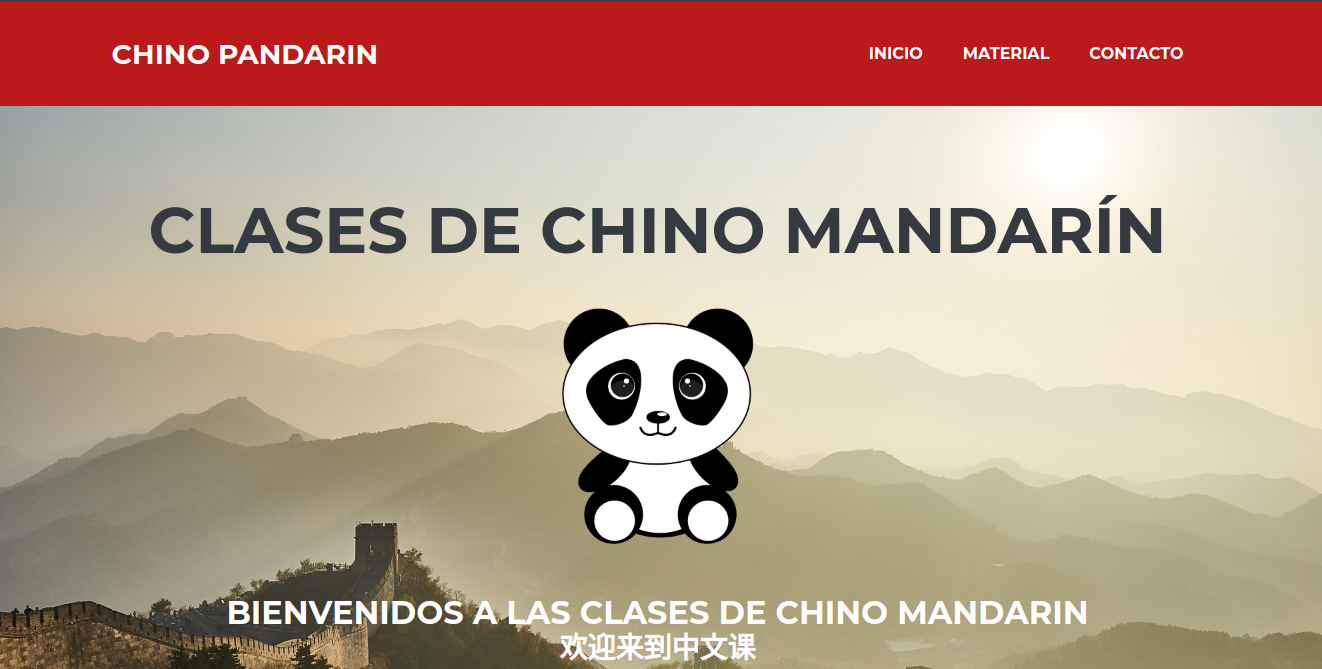 CHINO PANDARIN
INICIO MATERIAL CONTACTO
CLASES DE CHINO MANDARÍN
BIENVENIDOS A LAS CLASES DE CHINO MANDARIN
欢迎来到中文课